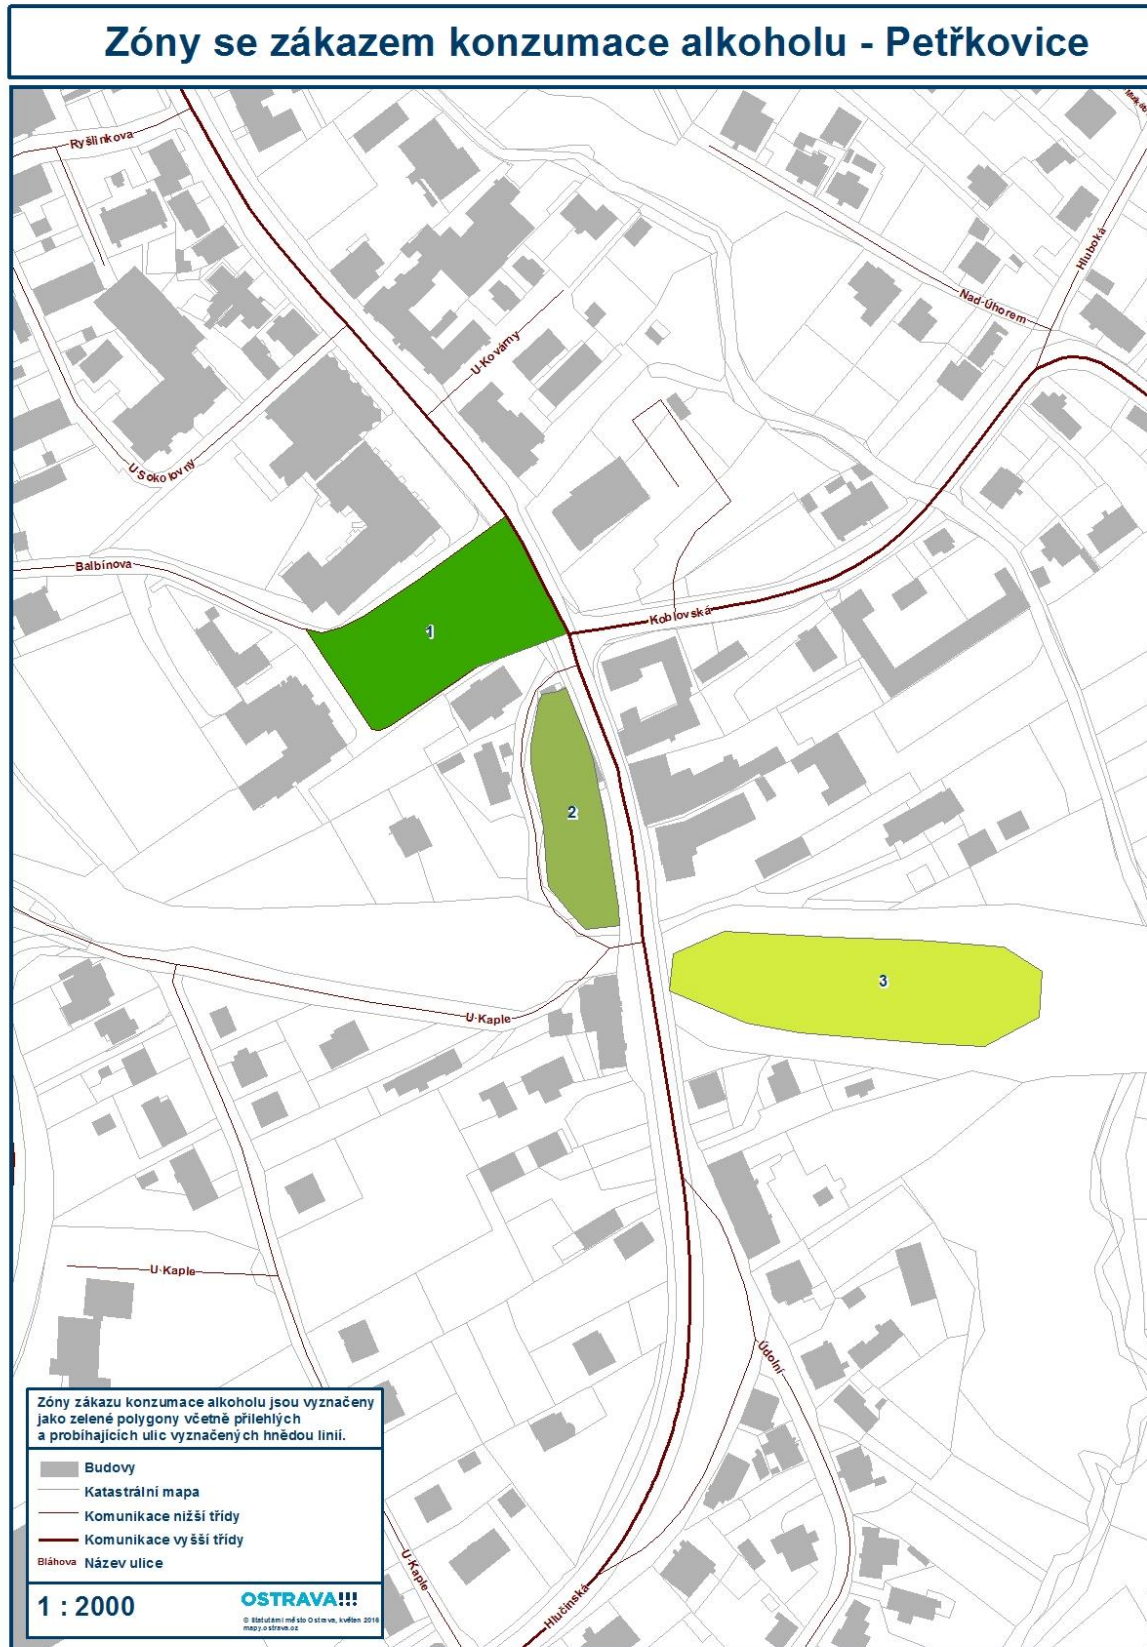 Zóny se zákazem konzumace alkoholu - Petřkovice
Ryšlinkova
Hluboká
Nad Úhorem
U Kovárny
U Sokolovny
Balbínova
Koblovská
1
2
3
U Kaple
U Kaple
Údolní
U Kaple
Hlučínská
Zóny zákazu konzumace alkoholu jsou vyznačeny
jako zelené polygony včetně přilehlých
a probíhajících ulic vyznačených hnědou linií.
Budovy
Katastrální mapa
Komunikace nižší třídy
Komunikace vyšší třídy
Bláhova Název ulice
1 : 2000
OSTRAVA!!!
© Statutární město Ostrava, květen 2016
mapy.ostrava.cz